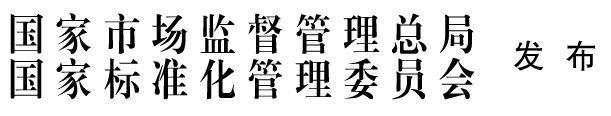 国家市场监督管理总局
国家标准化管理委员会
发布